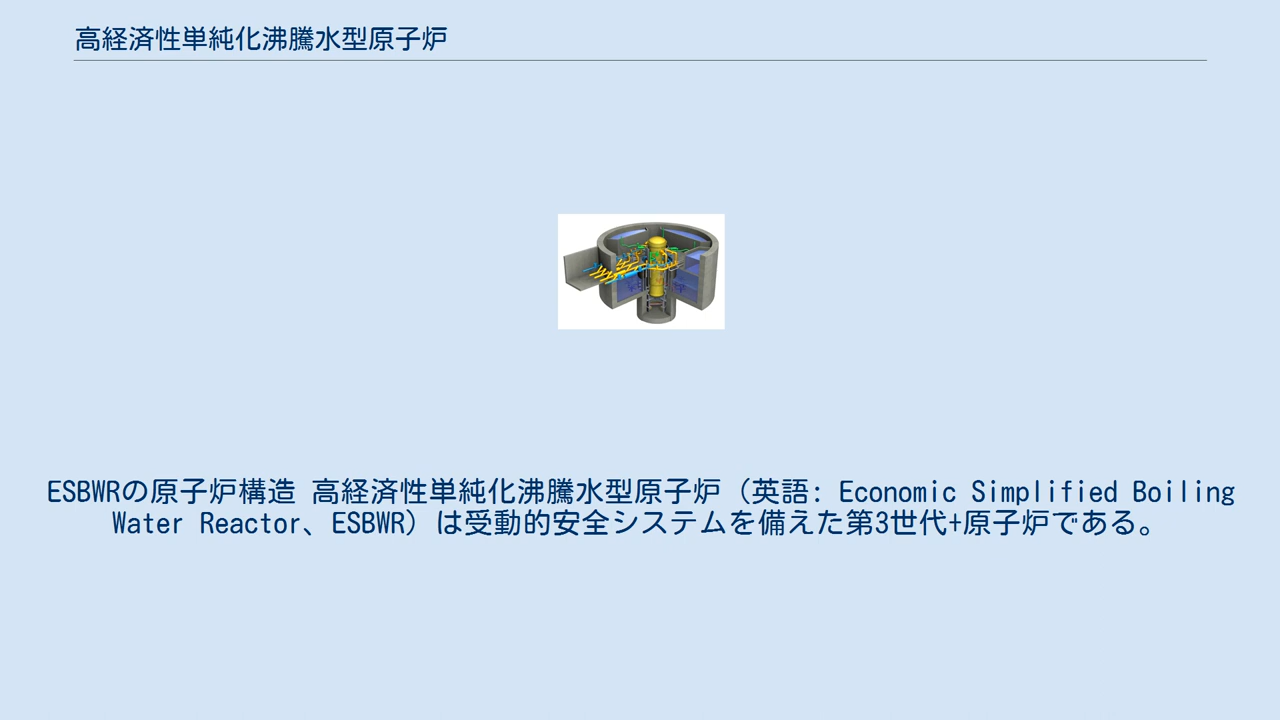 高経済性単純化沸騰水型原子炉
ESBWRの原子炉構造 高経済性単純化沸騰水型原子炉（英語: Economic Simplified Boiling
Water Reactor、ESBWR）は受動的安全システムを備えた第3世代+原子炉である。